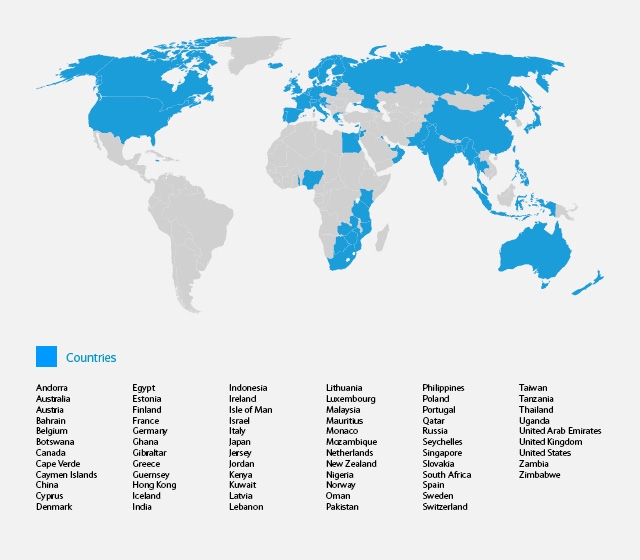 Countries
Andorra
Australia
Austria
Bahrain
Belgium
Botswana
Canada
Cape Verde
Caymen Islands
China
Cyprus
Denmark
Egypt
Estonia
Finland
France
Germany
Ghana
Gibraltar
Greece
Guernsey
Hong Kong
Iceland
India
Indonesia
Ireland
Isle of Man
Israel
Italy
Japan
Jersey
Jordan
Kenya
Kuwait
Latvia
Lebanon
Lithuania
Luxembourg
Malaysia
Mauritius
Monaco
Mozambique
Netherlands
New Zealand
Nigeria
Norway
Oman
Pakistan
Philippines
Poland
Portugal
Qatar
Russia
Seychelles
Singapore
Slovakia
South Africa
Spain
Sweden
Switzerland
Taiwan
Tanzania
Thailand
Uganda
United Arab Emirates
United Kingdom
United States
Zambia
Zimbabwe